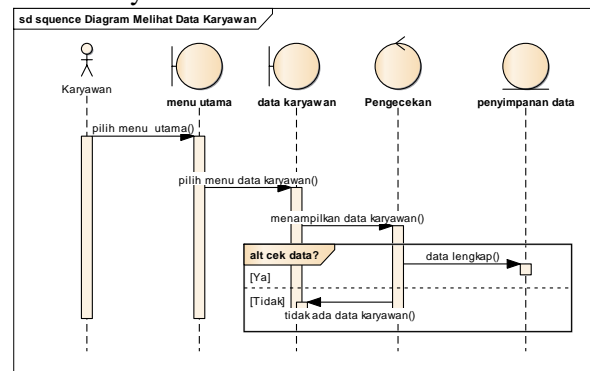 sd squence Diagram Melihat Data Karyawan
Karyawan
menu utama
data karyawan
Pengecekan
penyimpanan data
pilih menu utama()
pilih menu data karyawan()
menampilkan data karyawan()
alt cek data?
data lengkap()
[Ya]
[Tidak]
tidak ada data karyawan()